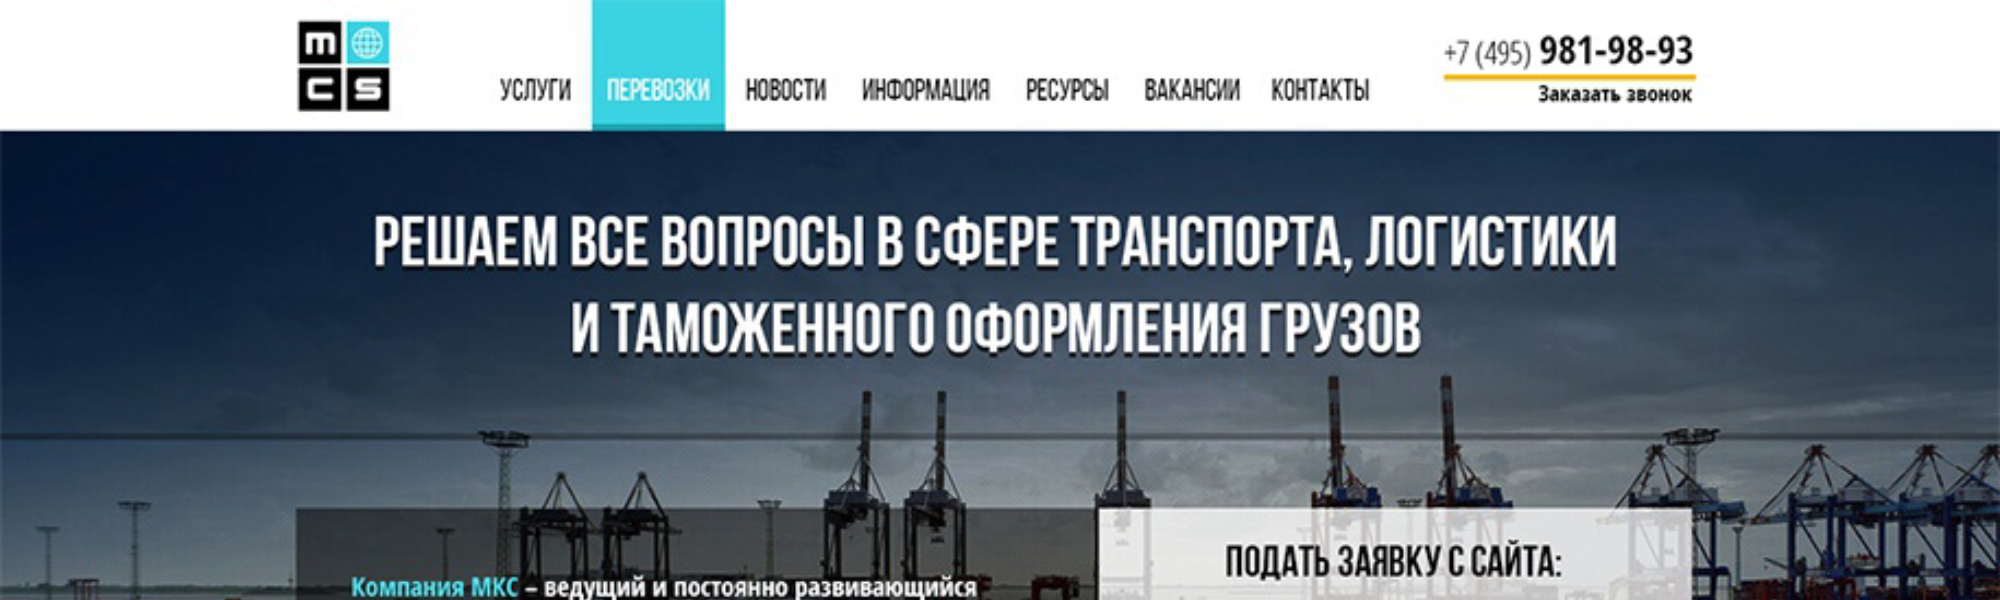 m
cs
УСЛУГИ ПЕРЕВОЗКИ НОВОСТИ ИНФОРМАЦИЯ РЕСУРСЫ ВАКАНСИИ КОНТАКТЫ
+7 (495) 981-98-93
Заказать звонок
РЕШАЕМ ВСЕ ВОПРОСЫ В СФЕРЕ ТРАНСПОРТА, ЛОГИСТИКИ
И ТАМОЖЕННОГО ОФОРМЛЕНИЯ ГРУЗОВ
Компания МКС – ведущий и постоянно развивающийся
ПОДАТЬ ЗАЯВКУ С САЙТА: